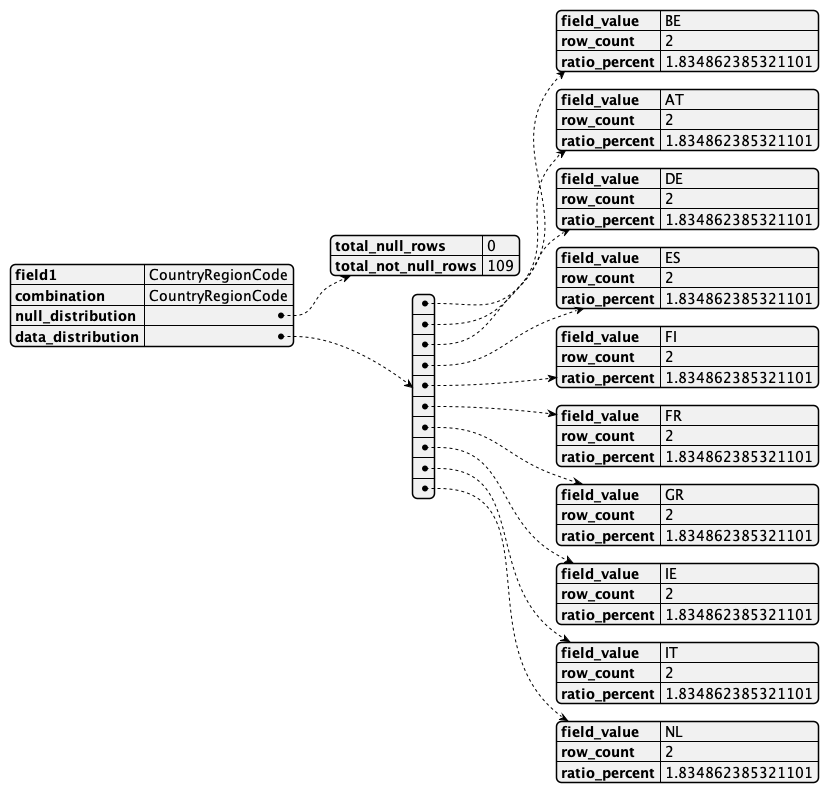 field1 CountryRegionCode
combination CountryRegionCode
null_distribution
data_distribution
total_null_rows 0
total_not_null_rows 109
field_value BE
row_count 2
ratio_percent 1.834862385321101
field_value AT
row_count 2
ratio_percent 1.834862385321101
field_value DE
row_count 2
ratio_percent 1.834862385321101
field_value ES
row_count 2
ratio_percent 1.834862385321101
field_value FI
row_count 2
ratio_percent 1.834862385321101
field_value FR
row_count 2
ratio_percent 1.834862385321101
field_value GR
row_count 2
ratio_percent 1.834862385321101
field_value IE
row_count 2
ratio_percent 1.834862385321101
field_value IT
row_count 2
ratio_percent 1.834862385321101
field_value NL
row_count 2
ratio_percent 1.834862385321101